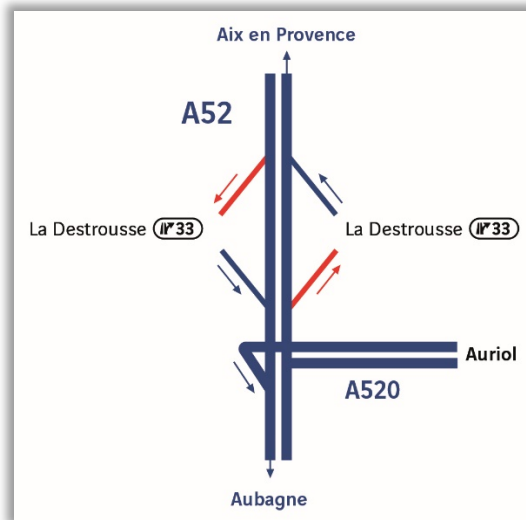 Aix en Provence
A52
La Destrousse 33
La Destrousse 33
Auriol
A520
Aubagne